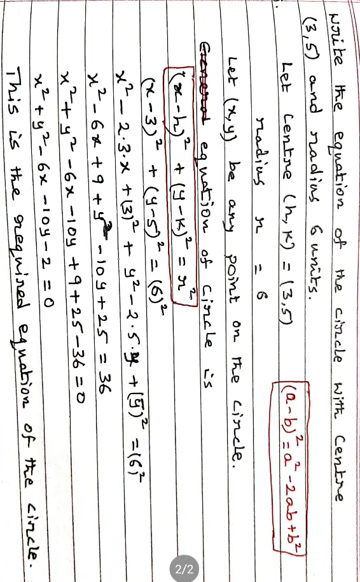 Write the equation of the circle with centre
(3,5) and radius 6 units.
(a-b)² = a² - 2ab + b²
Let centre (h, k) = (3,5)
radius r = 6
Let (x,y) be any point on the circle.
General equation of circle is
(x-h)² + (y-k)² = r²
(x-3)² + (y-5)² = (6)²
x² - 2·3·x + (3)² + y² - 2·5·y + (5)² = (6)²
x² - 6x + 9 + y² - 10y + 25 = 36
x² + y² - 6x - 10y + 9 + 25 - 36 = 0
x² + y² - 6x - 10y - 2 = 0
This is the required equation of the circle.
2/2